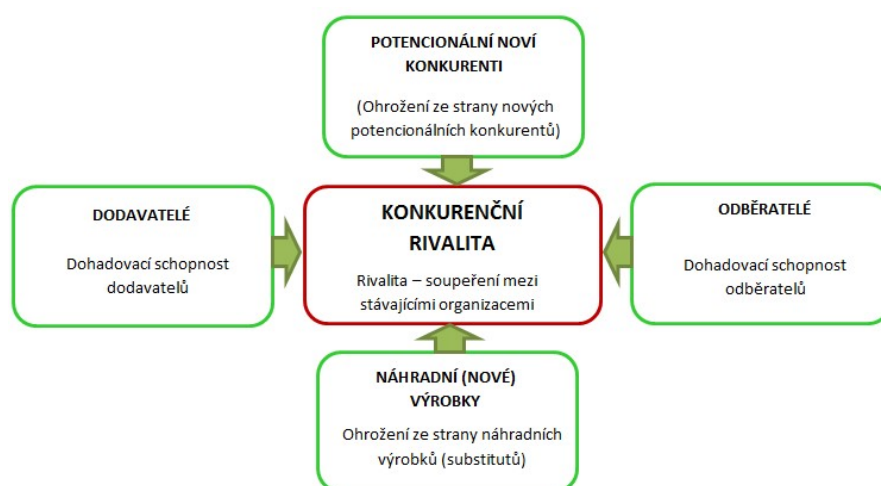 POTENCIONÁLNÍ NOVÍ
KONKURENTI
(Ohrožení ze strany nových
potencionálních konkurentů)
DODAVATELÉ
Dohadovací schopnost
dodavatelů
KONKURENČNÍ
RIVALITA
Rivalita – soupeření mezi
stávajícími organizacemi
ODBĚRATELÉ
Dohadovací schopnost
odběratelů
NÁHRADNÍ (NOVÉ)
VÝROBKY
Ohrožení ze strany náhradních
výrobků (substitutů)